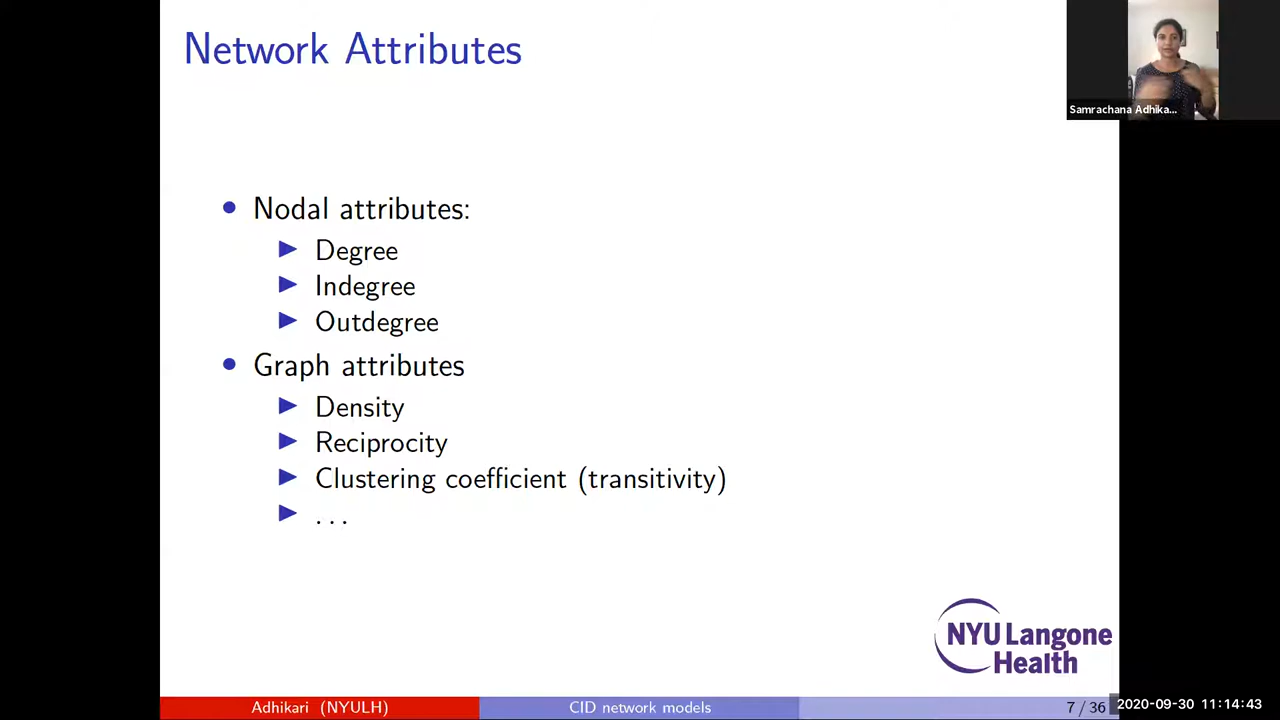 Network Attributes
Samrachana Adhika...
• Nodal attributes:
▶ Degree
▶ Indegree
▶ Outdegree
• Graph attributes
▶ Density
▶ Reciprocity
▶ Clustering coefficient (transitivity)
▶ . . .
NYU Langone
Health
Adhikari (NYULH) CID network models 7 / 36 2020-09-30 11:14:43